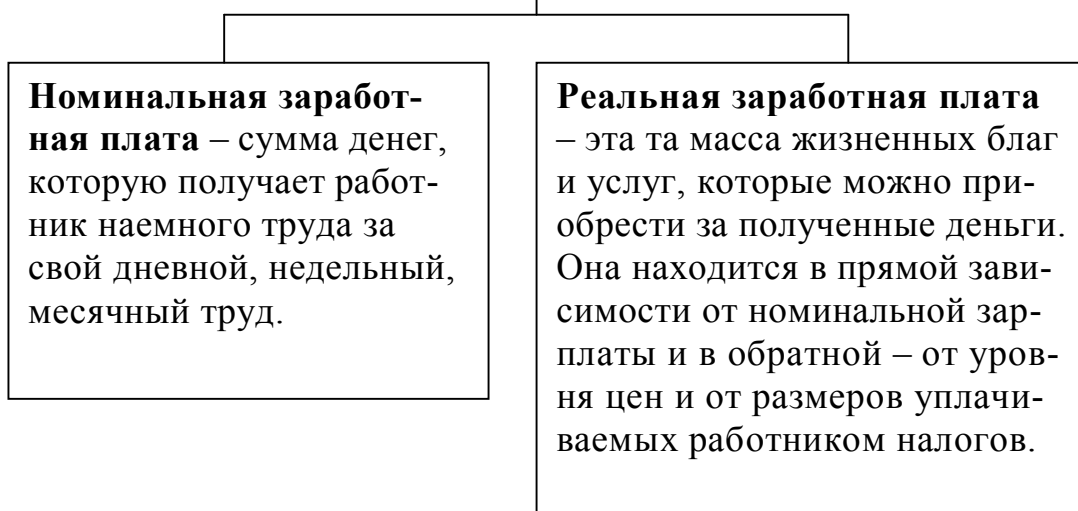 Номинальная заработ-
ная плата – сумма денег,
которую получает работ-
ник наемного труда за
свой дневной, недельный,
месячный труд.
Реальная заработная плата
– эта та масса жизненных благ
и услуг, которые можно при-
обрести за полученные деньги.
Она находится в прямой зави-
симости от номинальной зар-
платы и в обратной – от уров-
ня цен и от размеров уплачи-
ваемых работником налогов.